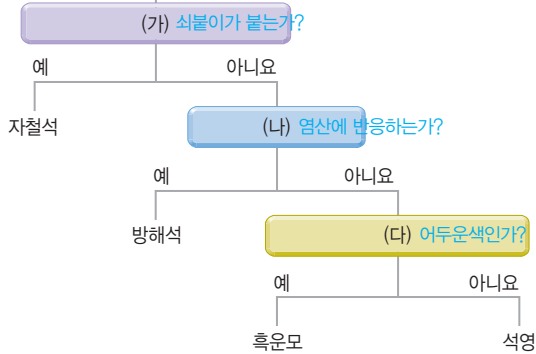 (가) 쇠붙이가 붙는가?
예 아니요
자철석
(나) 염산에 반응하는가?
예 아니요
방해석
(다) 어두운색인가?
예 아니요
흑운모 석영